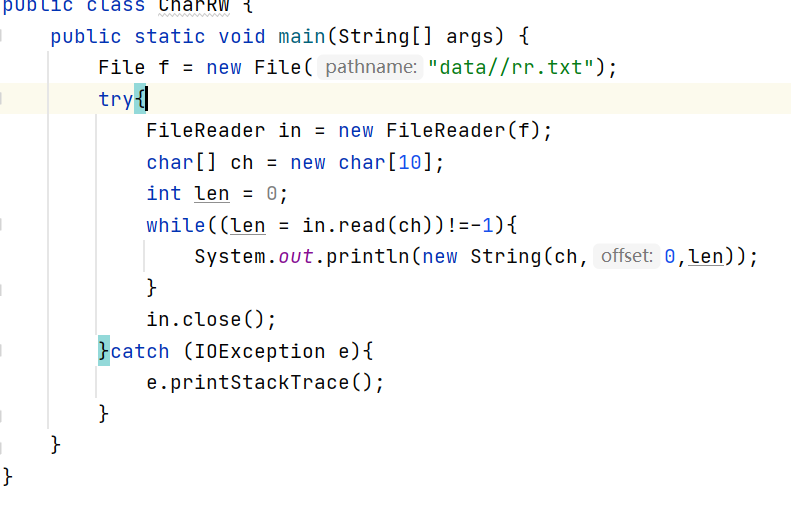 public class CharRW {
public static void main(String[] args) {
File f = new File( pathname: "data//rr.txt");
try{
FileReader in = new FileReader(f);
char[] ch = new char[10];
int len = 0;
while((len = in.read(ch))!=-1){
System.out.println(new String(ch, offset: 0,len));
}
in.close();
}catch (IOException e){
e.printStackTrace();
}
}
}